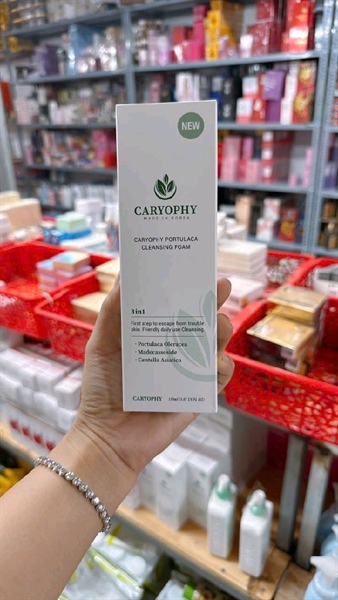 NEW
CARYOPHY
MADE IN KOREA
CARYOPHY PORTULACA
CLEANSING FOAM
3 in 1
First step to escape from trouble
skin. Friendly daily use Cleansing.
- Portulaca Oleracea
- Madecassoside
- Centella Asiatica
CARYOPHY